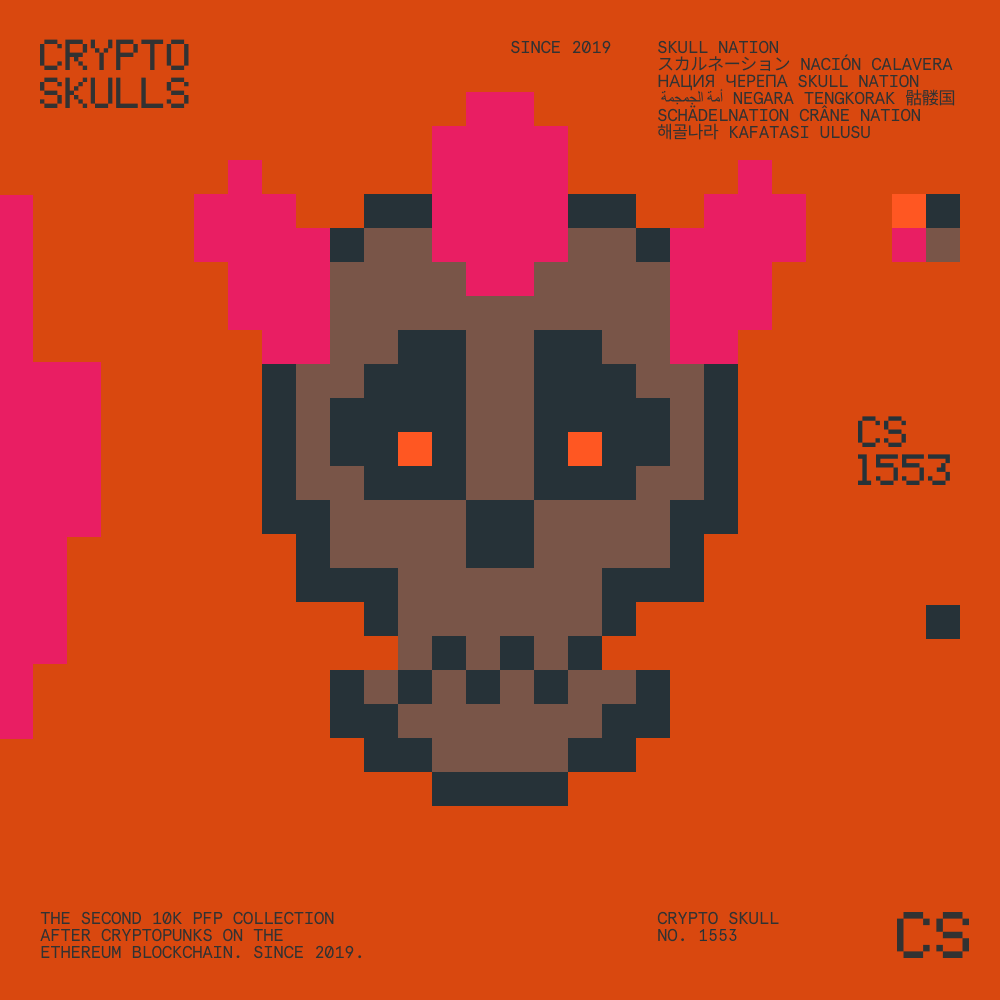 CRYPTO
SKULLS
SINCE 2019
SKULL NATION
スカルネーション NACIÓN CALAVERA
НАЦИЯ ЧЕРЕПА SKULL NATION
أمة الجمجمة NEGARA TENGKORAK 骷髅国
SCHÄDELNATION CRÂNE NATION
해골나라 KAFATASI ULUSU
CS
1553
THE SECOND 10K PFP COLLECTION
AFTER CRYPTOPUNKS ON THE
ETHEREUM BLOCKCHAIN. SINCE 2019.
CRYPTO SKULL
NO. 1553
CS